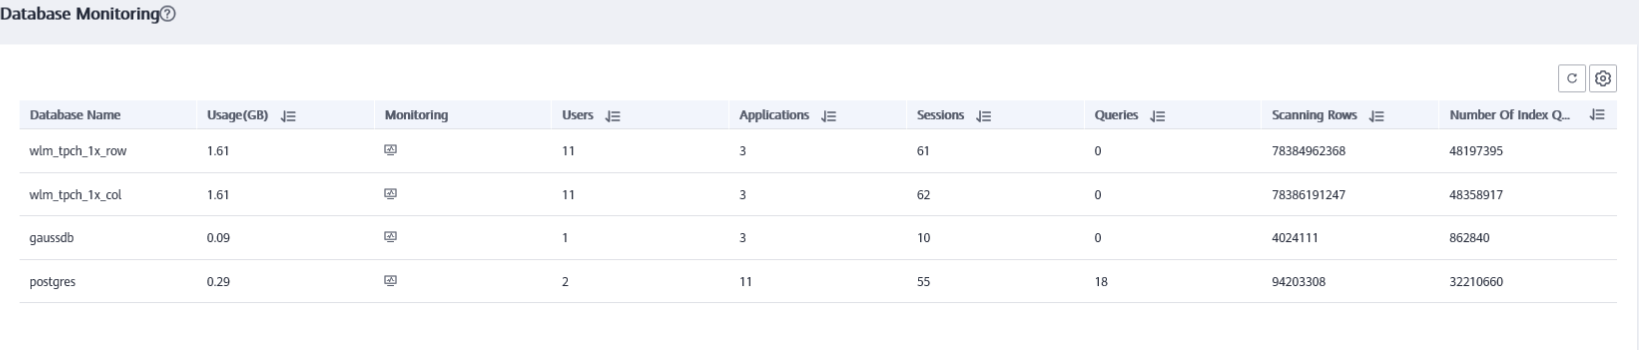 Database Monitoring?
Database Name Usage(GB) Monitoring Users Applications Sessions Queries Scanning Rows Number Of Index Q...
wlm_tpch_1x_row 1.61 11 3 61 0 78384962368 48197395
wlm_tpch_1x_col 1.61 11 3 62 0 78386191247 48358917
gaussdb 0.09 1 3 10 0 4024111 862840
postgres 0.29 2 11 55 18 94203308 32210660